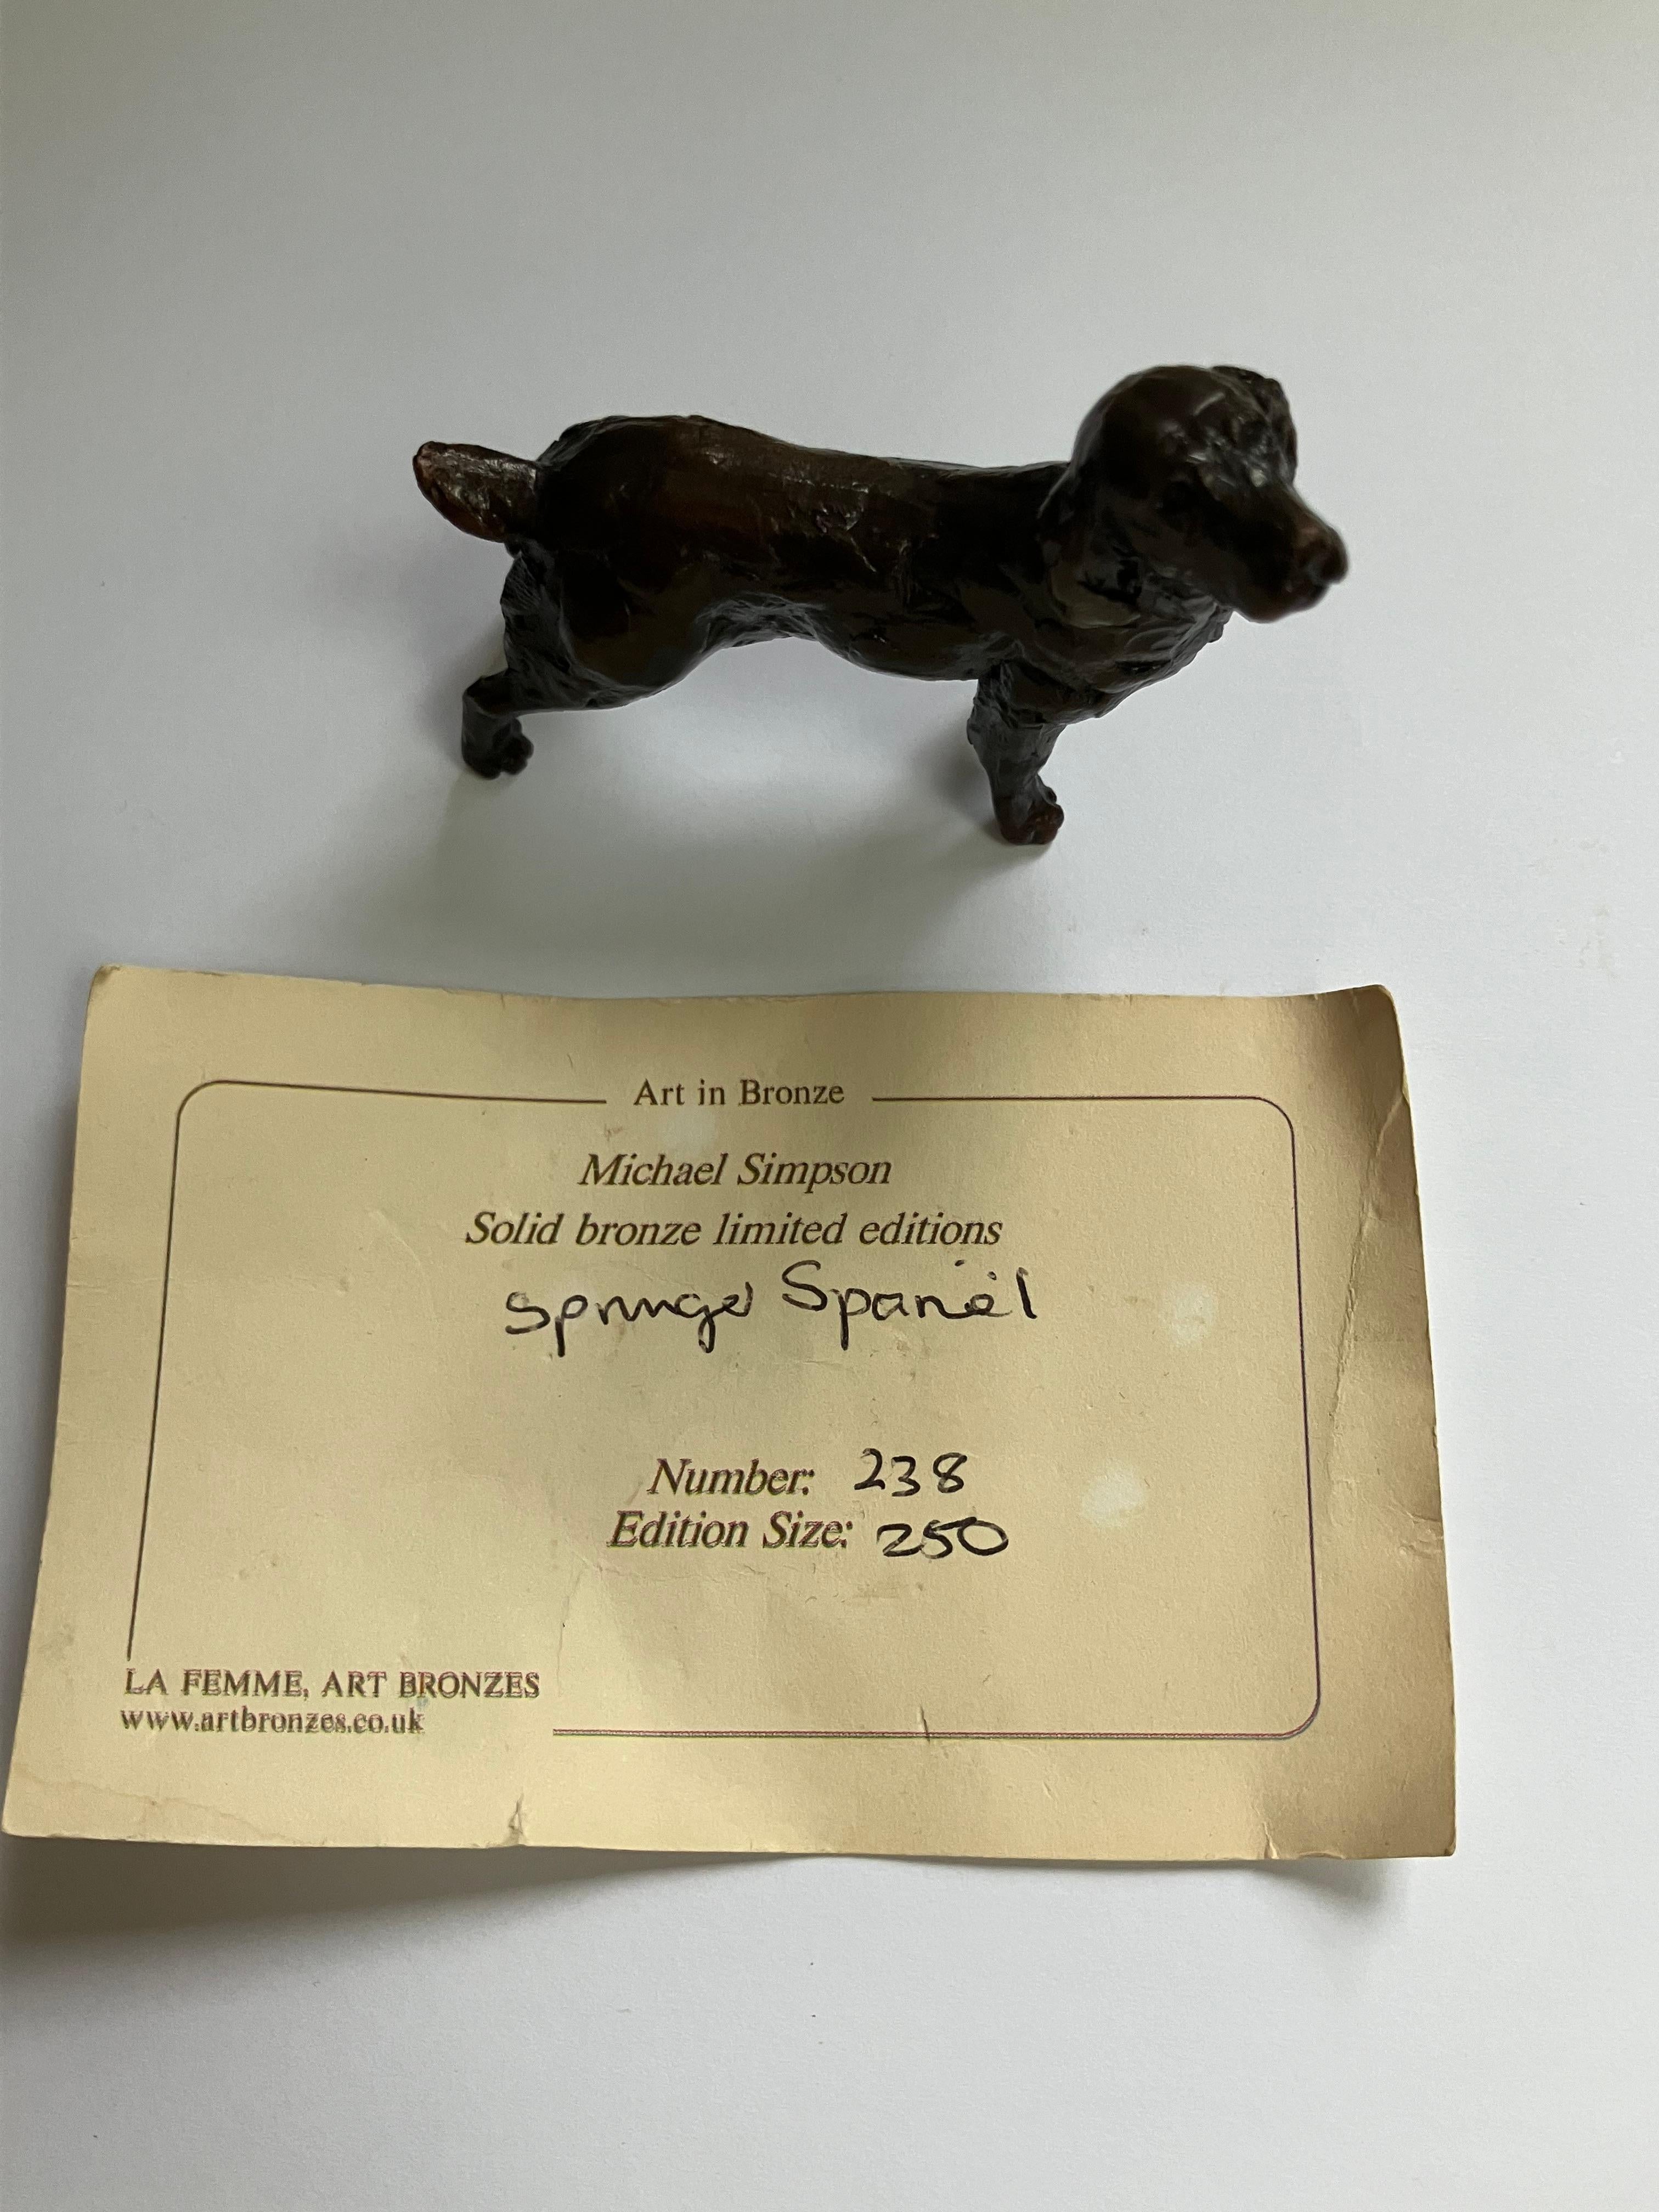 Art in Bronze
Michael Simpson
Solid bronze limited editions
Springer Spaniel
Number: 238
Edition Size: 250
LA FEMME, ART BRONZES
www.artbronzes.co.uk